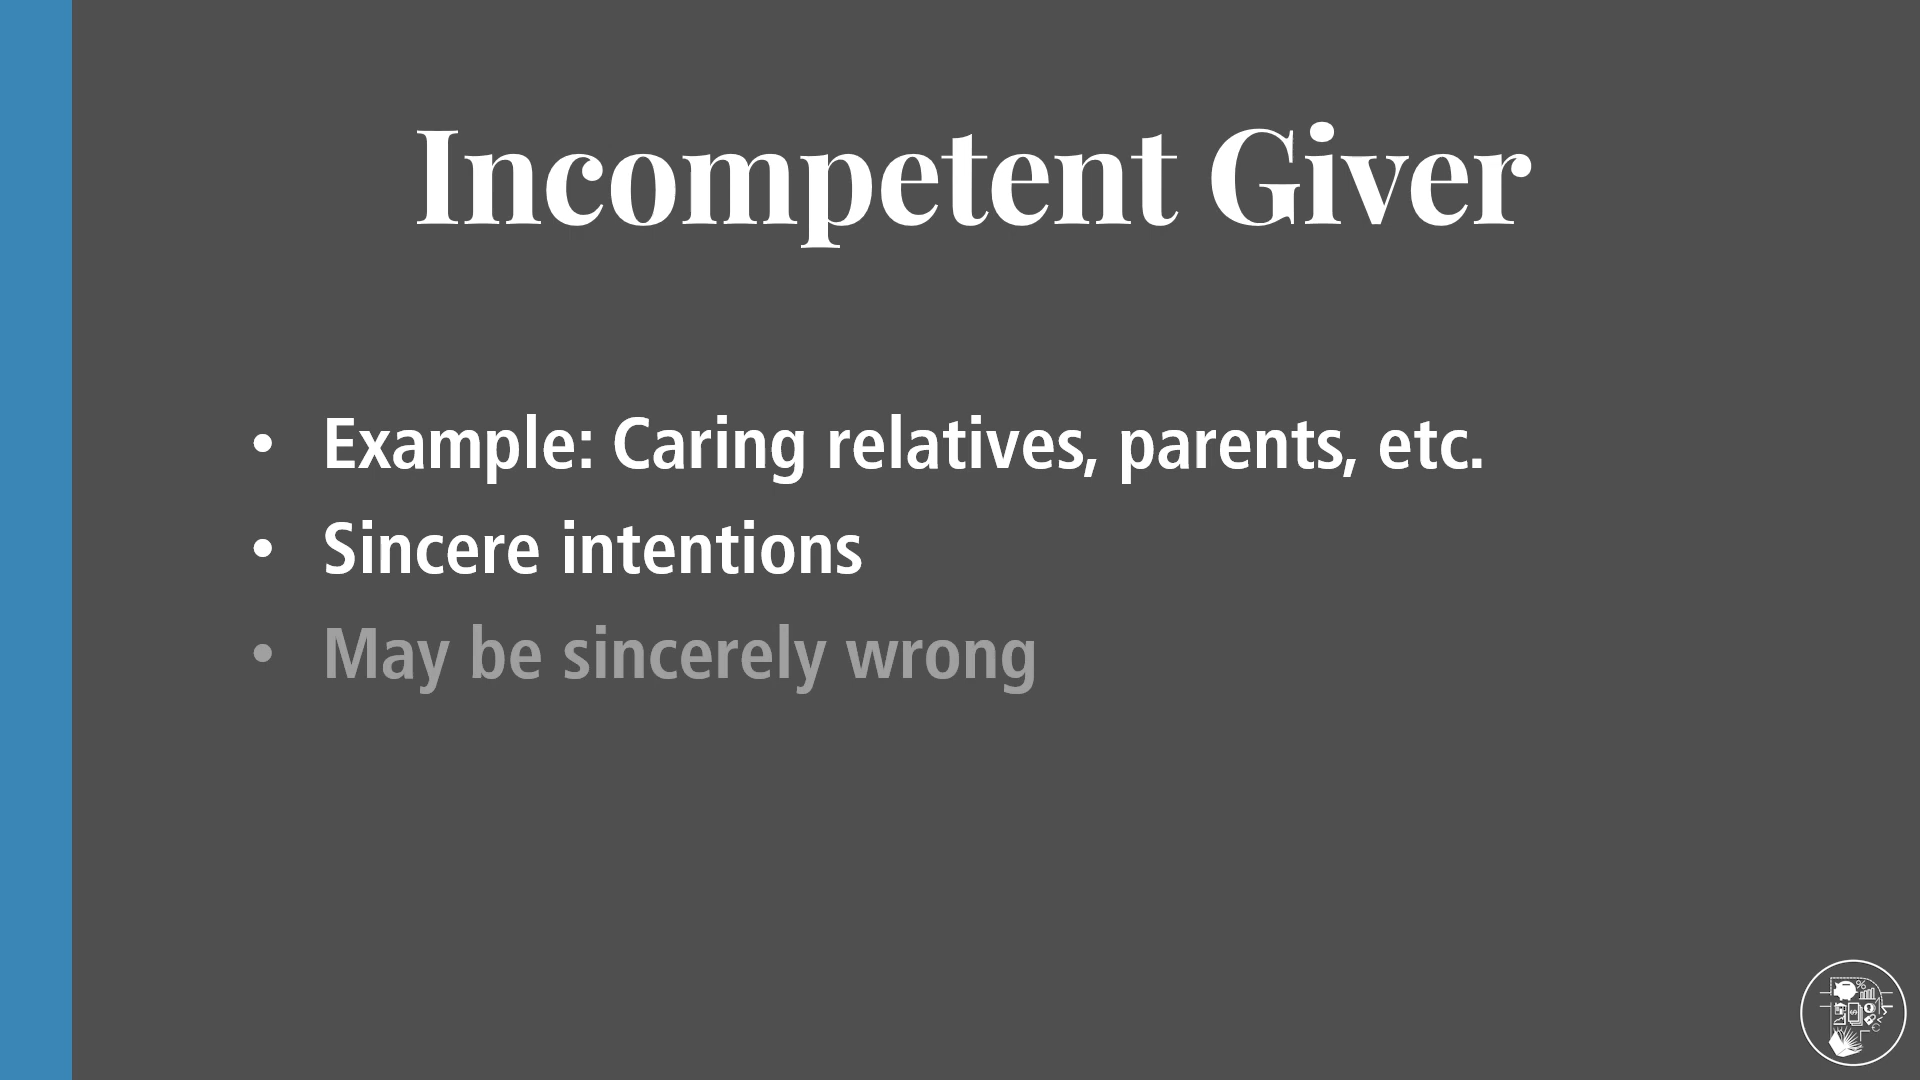 Incompetent Giver
• Example: Caring relatives, parents, etc.
• Sincere intentions
• May be sincerely wrong